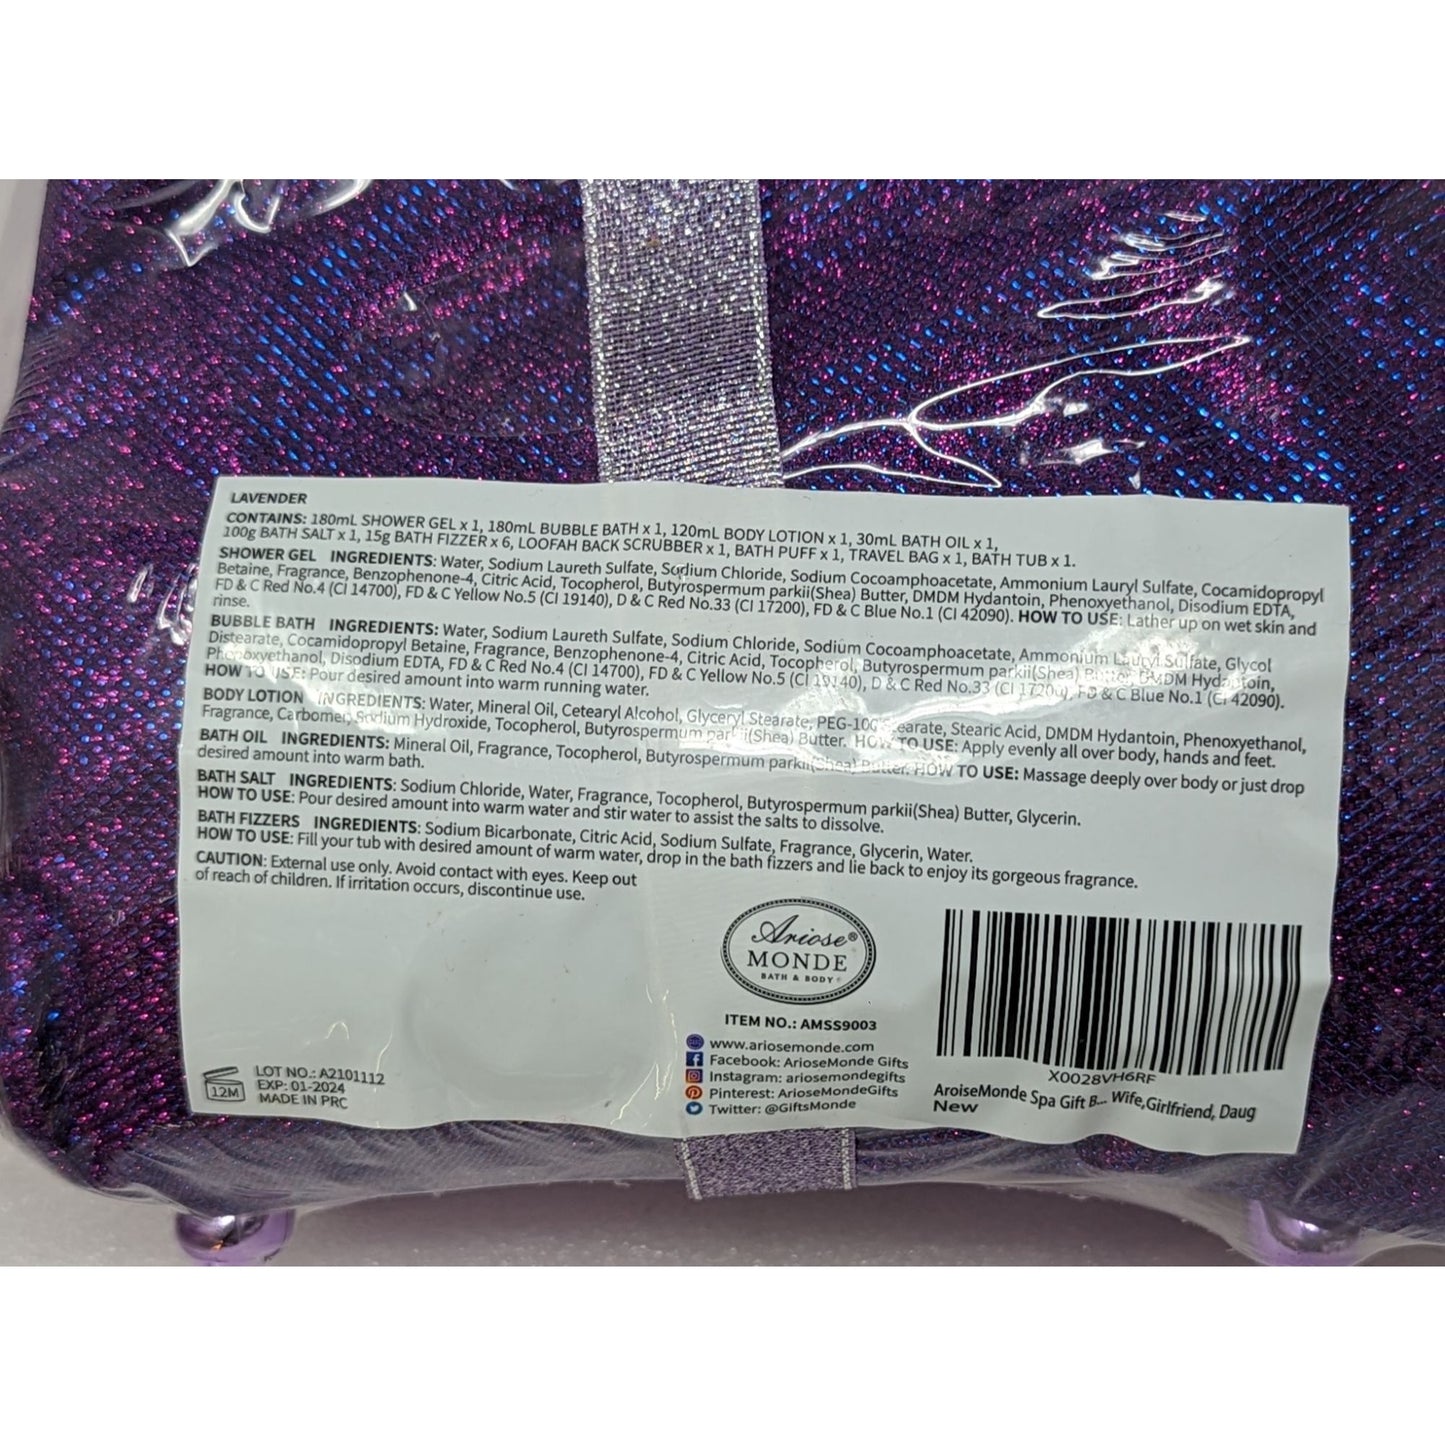 LAVENDER
CONTAINS: 180mL SHOWER GEL x 1, 180mL BUBBLE BATH x 1, 120mL BODY LOTION x 1, 30mL BATH OIL x 1,
100g BATH SALT x 1, 15g BATH FIZZER x 6, LOOFAH BACK SCRUBBER x 1, BATH PUFF x 1, TRAVEL BAG x 1, BATH TUB x 1.
SHOWER GEL INGREDIENTS: Water, Sodium Laureth Sulfate, Sodium Chloride, Sodium Cocoamphoacetate, Ammonium Lauryl Sulfate, Cocamidopropyl
Betaine, Fragrance, Benzophenone-4, Citric Acid, Tocopherol, Butyrospermum parkii(Shea) Butter, DMDM Hydantoin, Phenoxyethanol, Disodium EDTA,
FD & C Red No.4 (CI 14700), FD & C Yellow No.5 (CI 19140), D & C Red No.33 (CI 17200), FD & C Blue No.1 (CI 42090). HOW TO USE: Lather up on wet skin and
rinse.
BUBBLE BATH INGREDIENTS: Water, Sodium Laureth Sulfate, Sodium Chloride, Sodium Cocoamphoacetate, Ammonium Lauryl Sulfate, Glycol
Distearate, Cocamidopropyl Betaine, Fragrance, Benzophenone-4, Citric Acid, Tocopherol, Butyrospermum parkii(Shea) Butter, DMDM Hydantoin,
Phenoxyethanol, Disodium EDTA, FD & C Red No.4 (CI 14700), FD & C Yellow No.5 (CI 19140), D & C Red No.33 (CI 17200), FD & C Blue No.1 (CI 42090).
HOW TO USE: Pour desired amount into warm running water.
BODY LOTION INGREDIENTS: Water, Mineral Oil, Cetearyl Alcohol, Glyceryl Stearate, PEG-100 Stearate, Stearic Acid, DMDM Hydantoin, Phenoxyethanol,
Fragrance, Carbomer, Sodium Hydroxide, Tocopherol, Butyrospermum parkii(Shea) Butter. HOW TO USE: Apply evenly all over body, hands and feet.
BATH OIL INGREDIENTS: Mineral Oil, Fragrance, Tocopherol, Butyrospermum parkii(Shea) Butter. HOW TO USE: Massage deeply over body or just drop
desired amount into warm bath.
BATH SALT INGREDIENTS: Sodium Chloride, Water, Fragrance, Tocopherol, Butyrospermum parkii(Shea) Butter, Glycerin.
HOW TO USE: Pour desired amount into warm water and stir water to assist the salts to dissolve.
BATH FIZZERS INGREDIENTS: Sodium Bicarbonate, Citric Acid, Sodium Sulfate, Fragrance, Glycerin, Water.
HOW TO USE: Fill your tub with desired amount of warm water, drop in the bath fizzers and lie back to enjoy its gorgeous fragrance.
CAUTION: External use only. Avoid contact with eyes. Keep out
of reach of children. If irritation occurs, discontinue use.
Ariose®
MONDE
BATH & BODY
ITEM NO.: AMSS9003
www.ariosemonde.com
Facebook: ArioseMonde Gifts
Instagram: ariosemondegifts
Pinterest: ArioseMondeGifts
Twitter: @GiftsMonde
X0028VH6RF
AroiseMonde Spa Gift B... Wife,Girlfriend, Daug
New
12M
LOT NO.: A2101112
EXP: 01-2024
MADE IN PRC